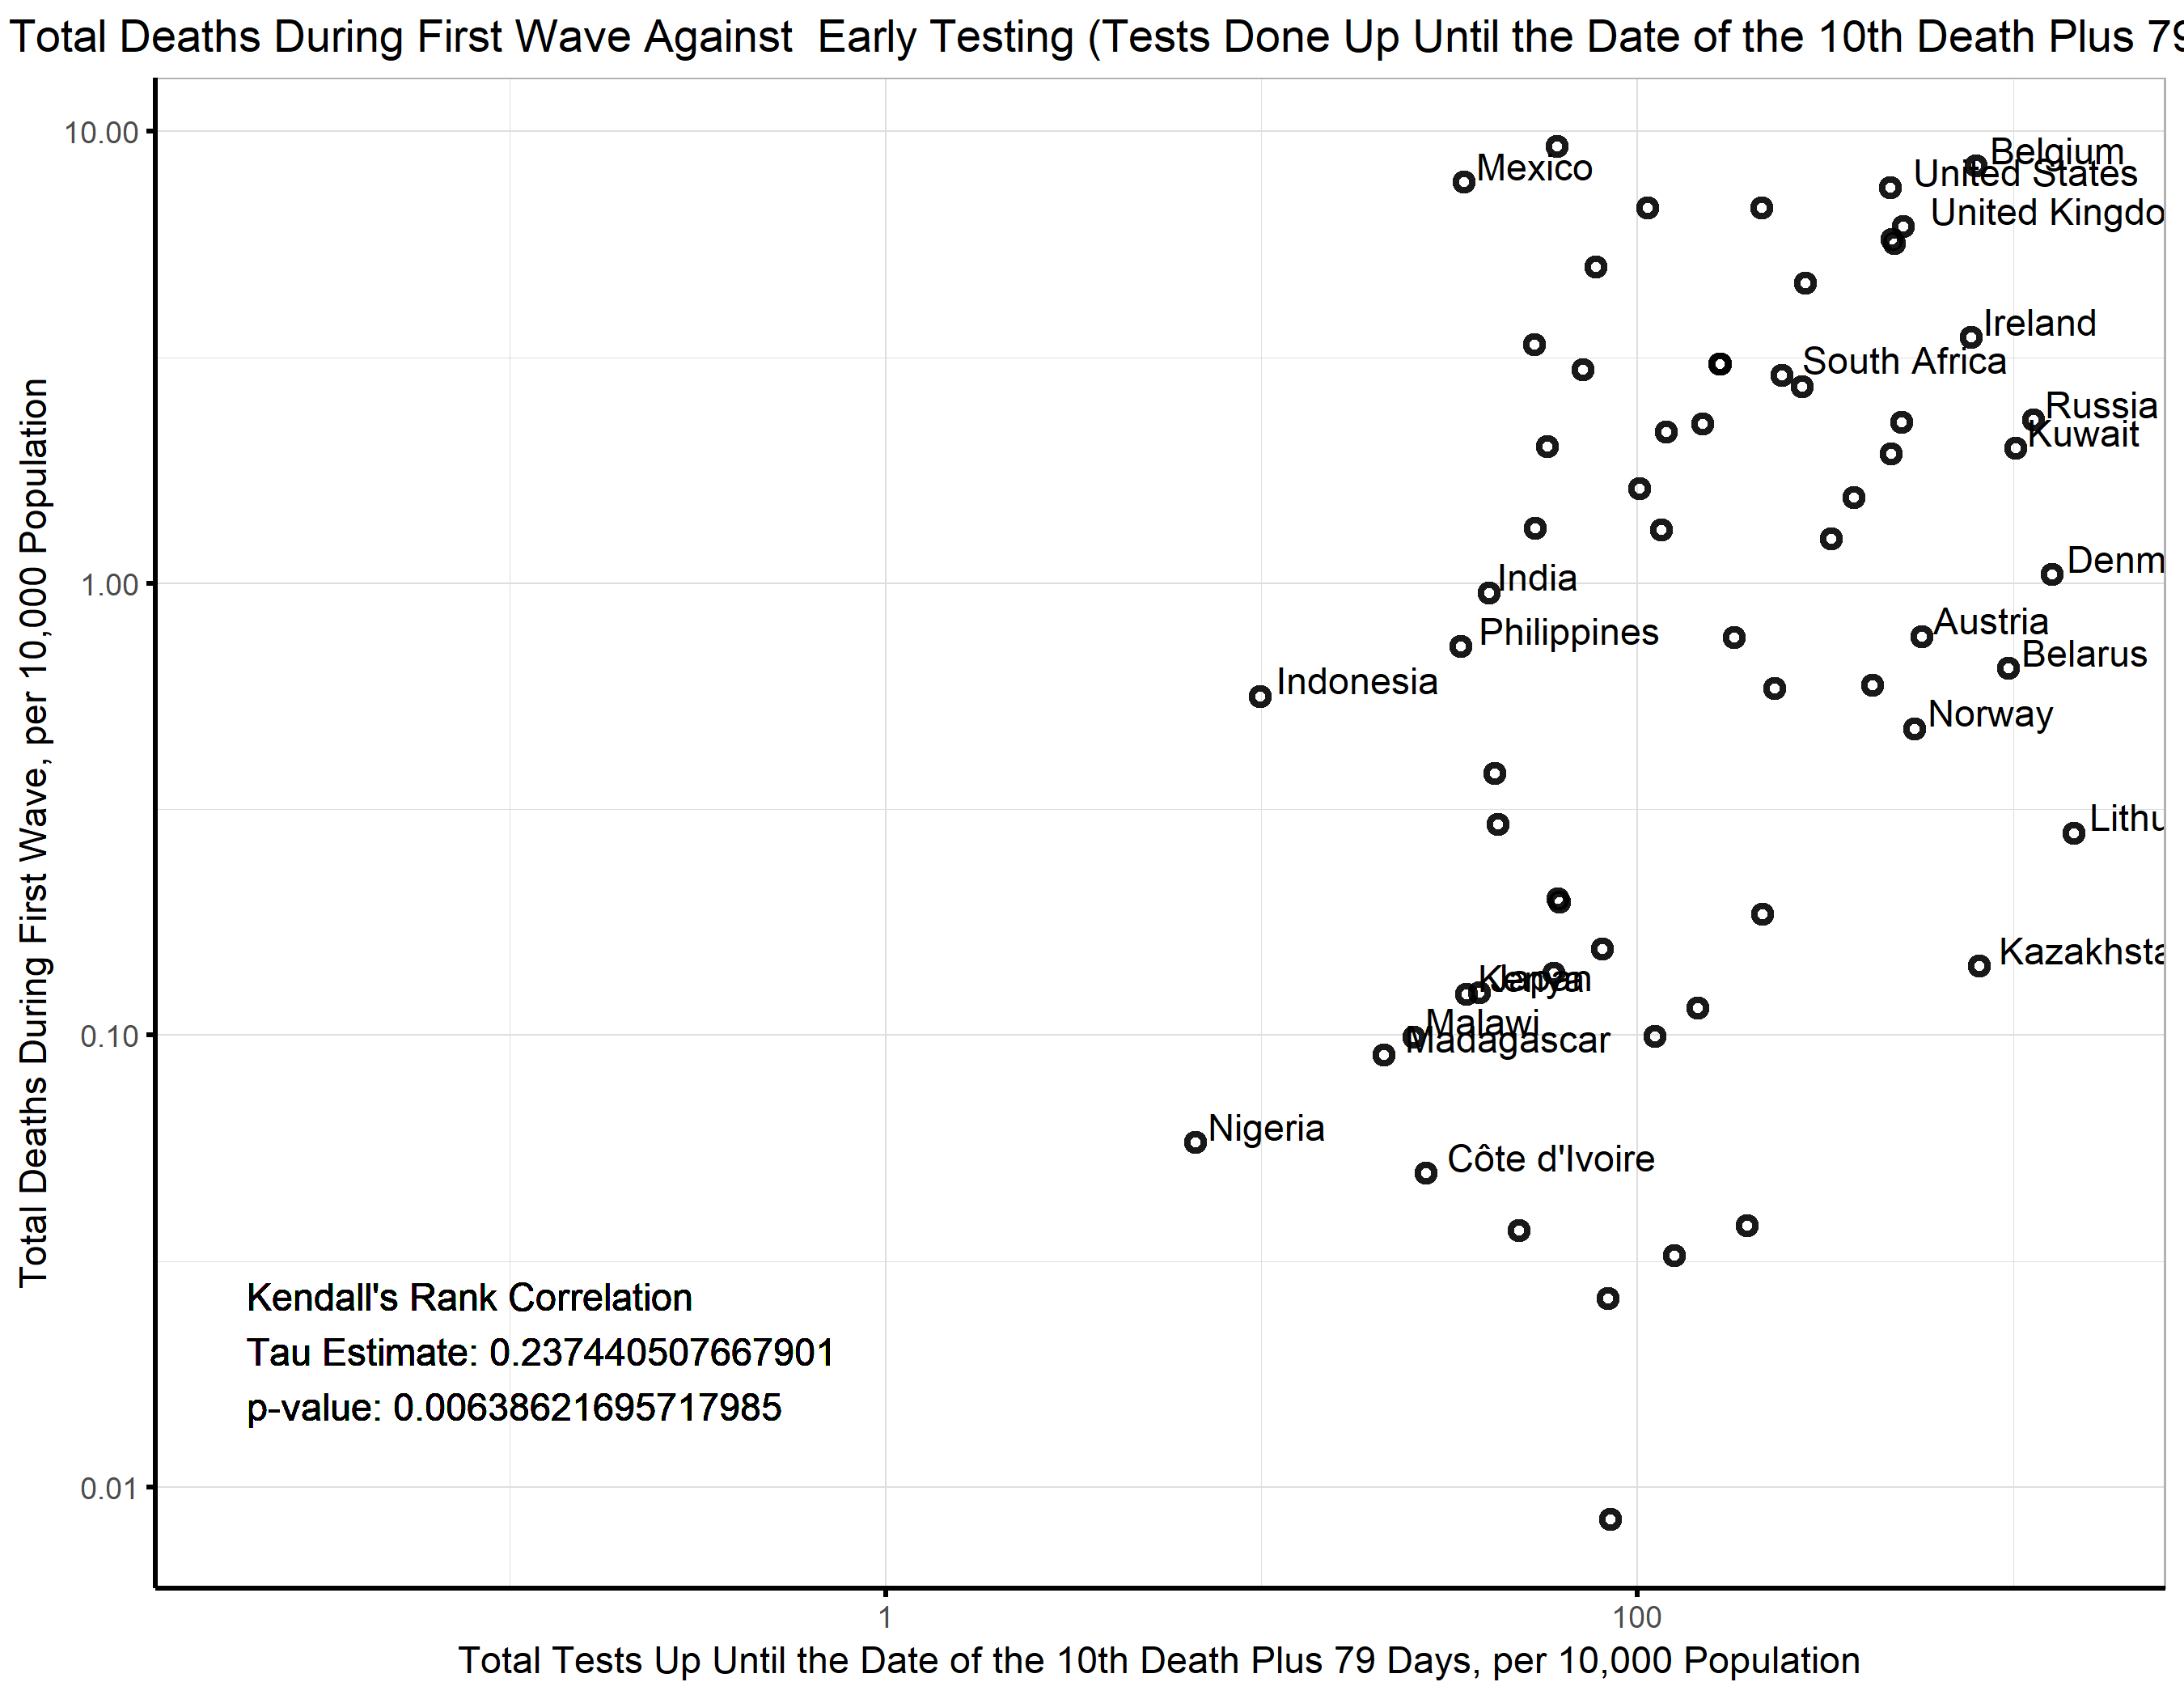 Total Deaths During First Wave Against  Early Testing (Tests Done Up Until the Date of the 10th Death Plus 79
Total Deaths During First Wave, per 10,000 Population
10.00
1.00
0.10
0.01
Belgium
Mexico
United States
United Kingdo
Ireland
South Africa
Russia
Kuwait
Denm
India
Austria
Philippines
Belarus
Indonesia
Norway
Lithu
Kazakhsta
Japan
Kenya
Malawi
Madagascar
Nigeria
Côte d'Ivoire
Kendall's Rank Correlation
Tau Estimate: 0.237440507667901
p-value: 0.00638621695717985
1
100
Total Tests Up Until the Date of the 10th Death Plus 79 Days, per 10,000 Population